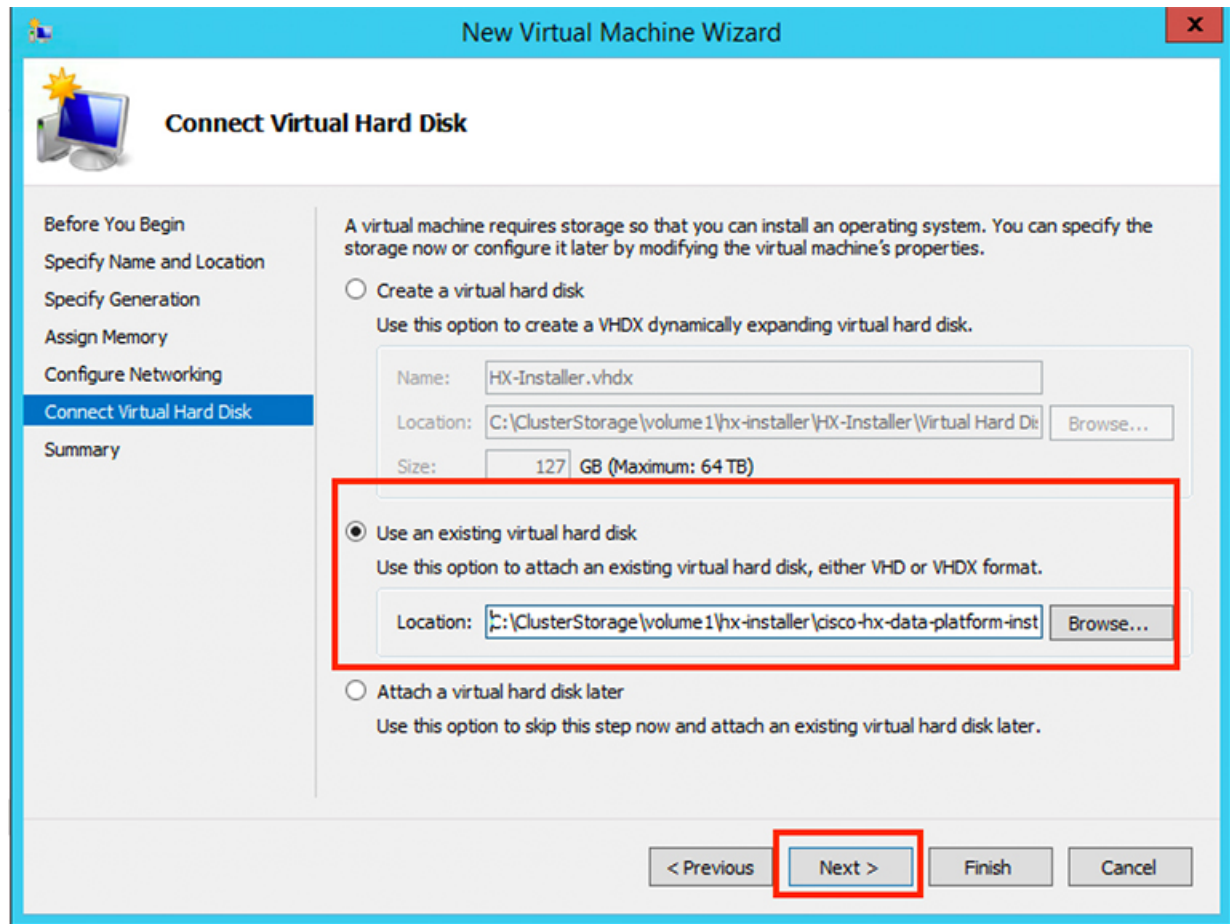 New Virtual Machine Wizard
x
Connect Virtual Hard Disk
Before You Begin
Specify Name and Location
Specify Generation
Assign Memory
Configure Networking
Connect Virtual Hard Disk
Summary
A virtual machine requires storage so that you can install an operating system. You can specify the
storage now or configure it later by modifying the virtual machine's properties.
Create a virtual hard disk
Use this option to create a VHDX dynamically expanding virtual hard disk.
Name: HX-Installer.vhdx
Location: C:\ClusterStorage\volume1\hx-installer\HX-Installer\Virtual Hard Di Browse...
Size: 127 GB (Maximum: 64 TB)
Use an existing virtual hard disk
Use this option to attach an existing virtual hard disk, either VHD or VHDX format.
Location: C:\ClusterStorage\volume1\hx-installer\cisco-hx-data-platform-inst Browse...
Attach a virtual hard disk later
Use this option to skip this step now and attach an existing virtual hard disk later.
< Previous Next > Finish Cancel